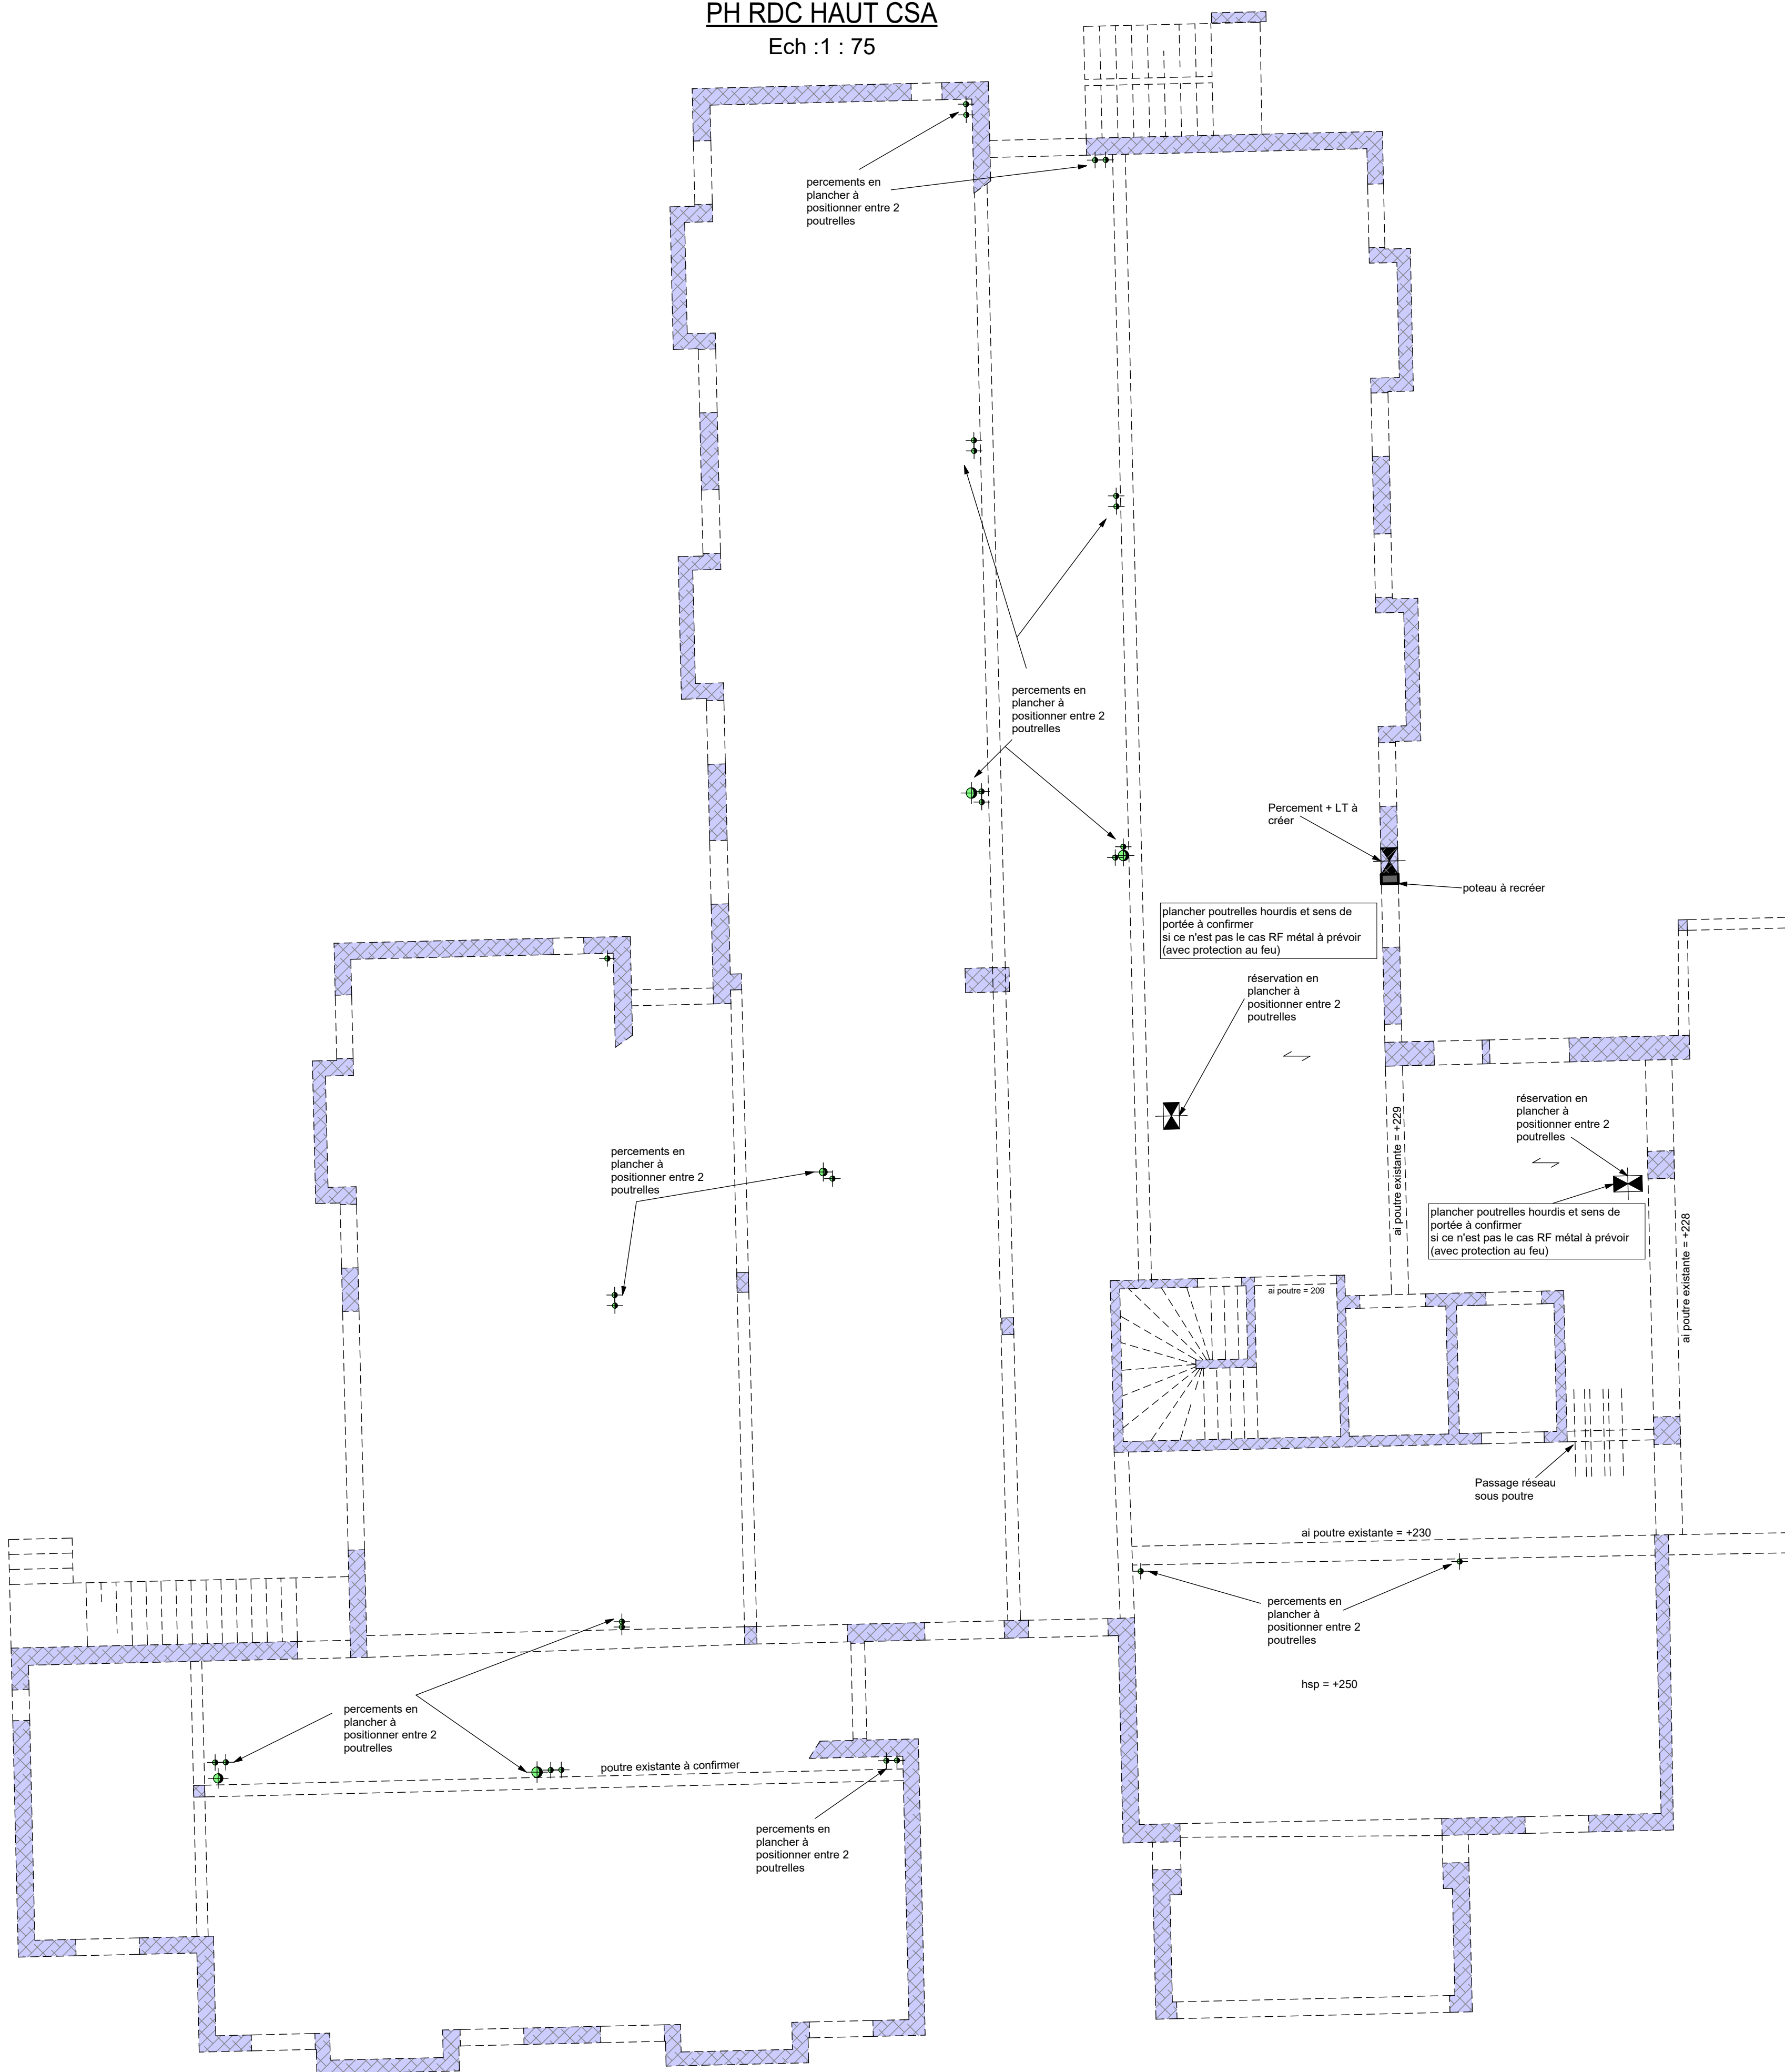 PH RDC HAUT CSA
Ech :1 : 75
percements en
plancher à
positionner entre 2
poutrelles
percements en
plancher à
positionner entre 2
poutrelles
Percement + LT à
créer
poteau à recréer
plancher poutrelles hourdis et sens de
portée à confirmer
si ce n'est pas le cas RF métal à prévoir
(avec protection au feu)
réservation en
plancher à
positionner entre 2
poutrelles
réservation en
plancher à
positionner entre 2
poutrelles
ai poutre existante = +229
percements en
plancher à
positionner entre 2
poutrelles
plancher poutrelles hourdis et sens de
portée à confirmer
si ce n'est pas le cas RF métal à prévoir
(avec protection au feu)
ai poutre existante = +228
ai poutre = 209
Passage réseau
sous poutre
ai poutre existante = +230
percements en
plancher à
positionner entre 2
poutrelles
hsp = +250
percements en
plancher à
positionner entre 2
poutrelles
poutre existante à confirmer
percements en
plancher à
positionner entre 2
poutrelles